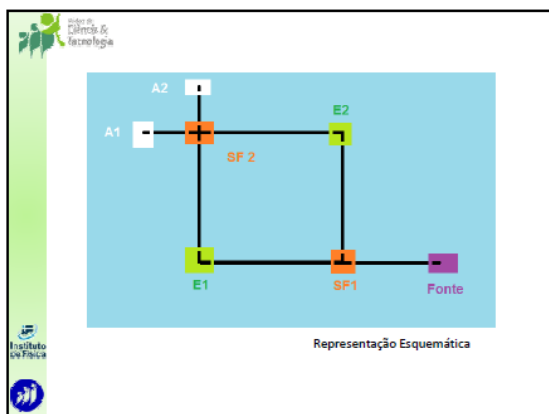 Ciência &
Tecnologia
A2
A1
E2
SF 2
E1
SF1
Fonte
Representação Esquemática
Instituto
de Física